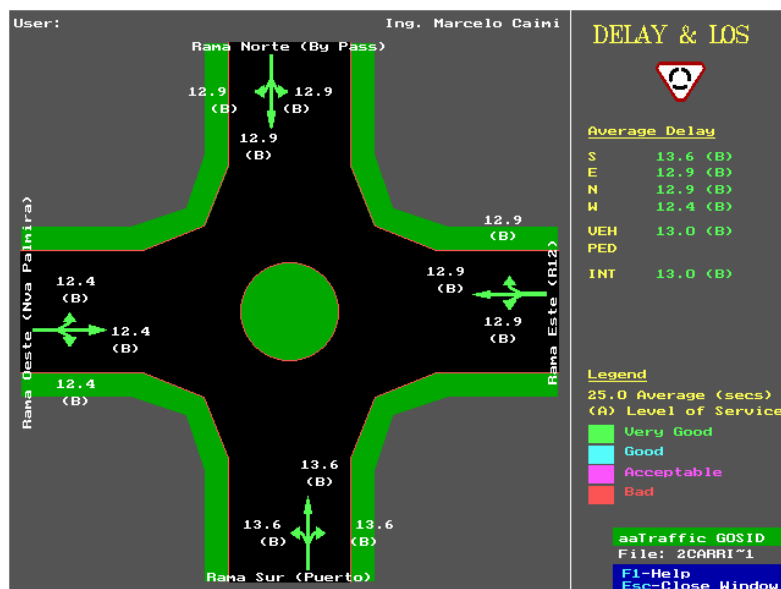 User:
Ing. Marcelo Caimi
Rama Norte (By Pass)
12.9
(B)
12.9
(B)
12.9
(B)
Rama Oeste (Nva Palmira)
12.4
(B)
12.4
(B)
12.4
(B)
12.9
(B)
12.9
(B)
12.9
(B)
Rama Este (R12)
13.6
(B)
13.6
(B)
13.6
(B)
Rama Sur (Puerto)
DELAY & LOS
Average Delay
S 13.6 (B)
E 12.9 (B)
N 12.9 (B)
W 12.4 (B)
VEH 13.0 (B)
PED
INT 13.0 (B)
Legend
25.0 Average (secs)
(A) Level of Service
Very Good
Good
Acceptable
Bad
aaTraffic GOSID
File: 2CARRI~1
F1-Help
Esc-Close Window